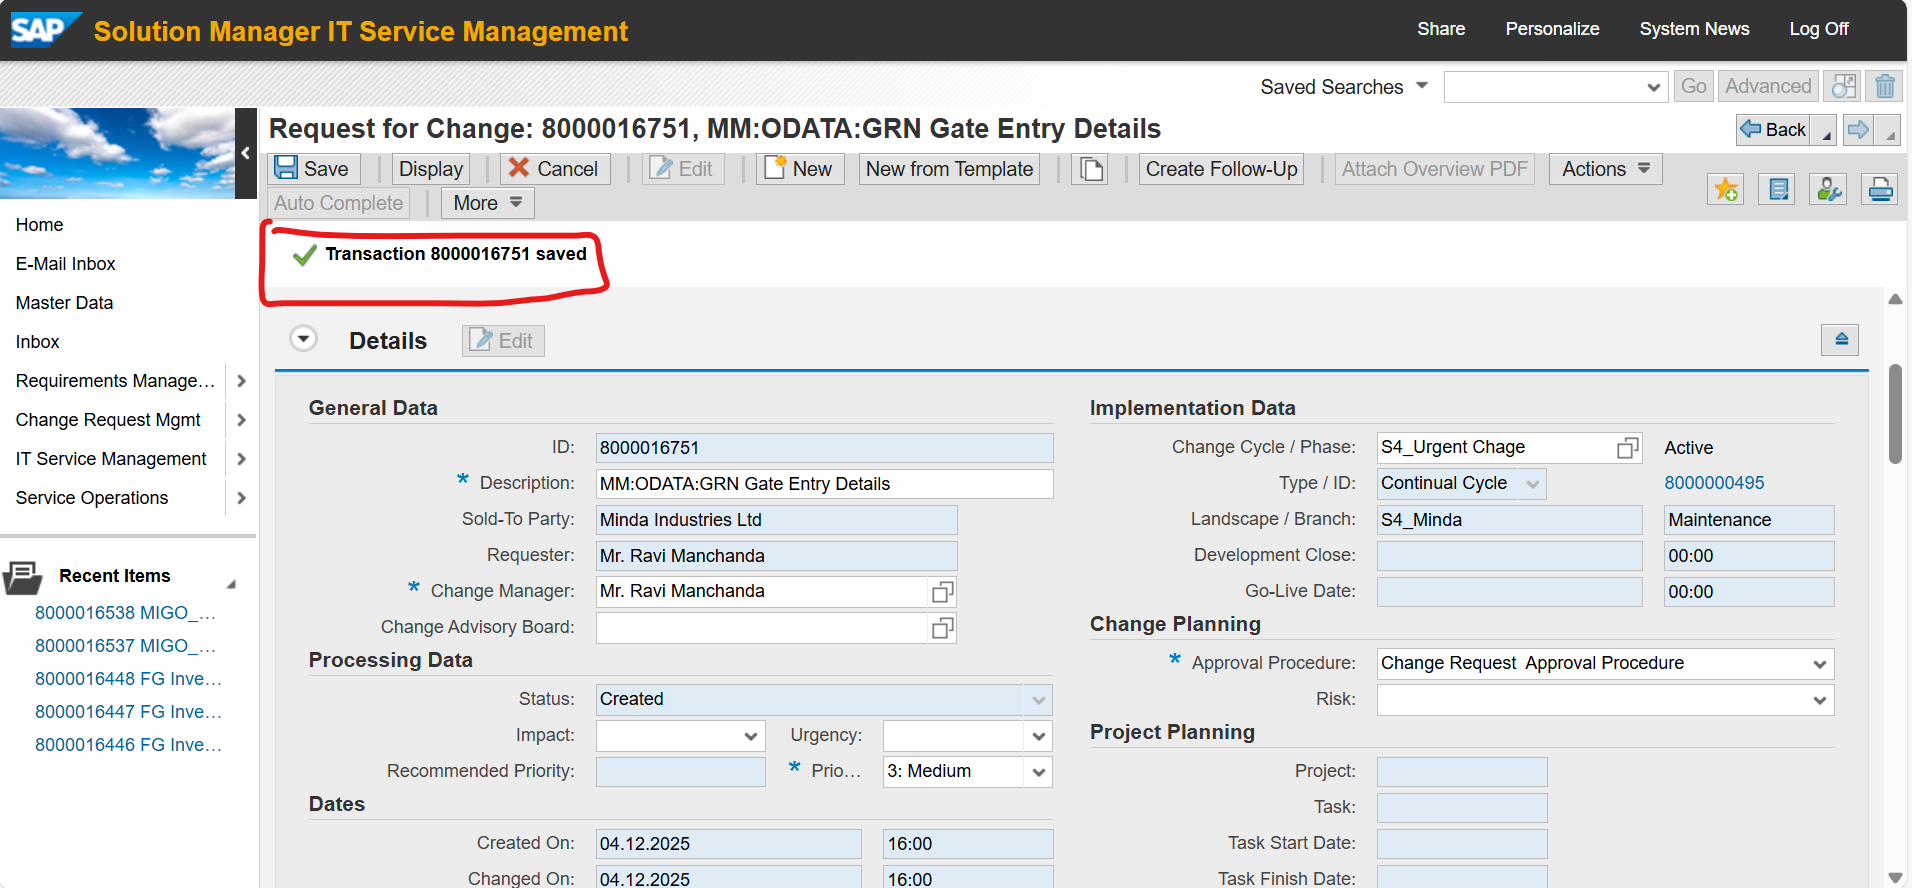 SAP Solution Manager IT Service Management Share Personalize System News Log Off
Saved Searches Go Advanced
Request for Change: 8000016751, MM:ODATA:GRN Gate Entry Details Back
Save Display Cancel Edit New New from Template Create Follow-Up Attach Overview PDF Actions
Auto Complete More
Transaction 8000016751 saved
Home
E-Mail Inbox
Master Data
Inbox
Requirements Manage...
Change Request Mgmt
IT Service Management
Service Operations
Recent Items
8000016538 MIGO_...
8000016537 MIGO_...
8000016448 FG Inve...
8000016447 FG Inve...
8000016446 FG Inve...
Details Edit
General Data
ID: 8000016751
* Description: MM:ODATA:GRN Gate Entry Details
Sold-To Party: Minda Industries Ltd
Requester: Mr. Ravi Manchanda
* Change Manager: Mr. Ravi Manchanda
Change Advisory Board:
Processing Data
Status: Created
Impact: Urgency:
Recommended Priority: * Prio... 3: Medium
Dates
Created On: 04.12.2025 16:00
Changed On: 04.12.2025 16:00
Implementation Data
Change Cycle / Phase: S4_Urgent Chage Active
Type / ID: Continual Cycle 8000000495
Landscape / Branch: S4_Minda Maintenance
Development Close: 00:00
Go-Live Date: 00:00
Change Planning
* Approval Procedure: Change Request  Approval Procedure
Risk:
Project Planning
Project:
Task:
Task Start Date:
Task Finish Date: